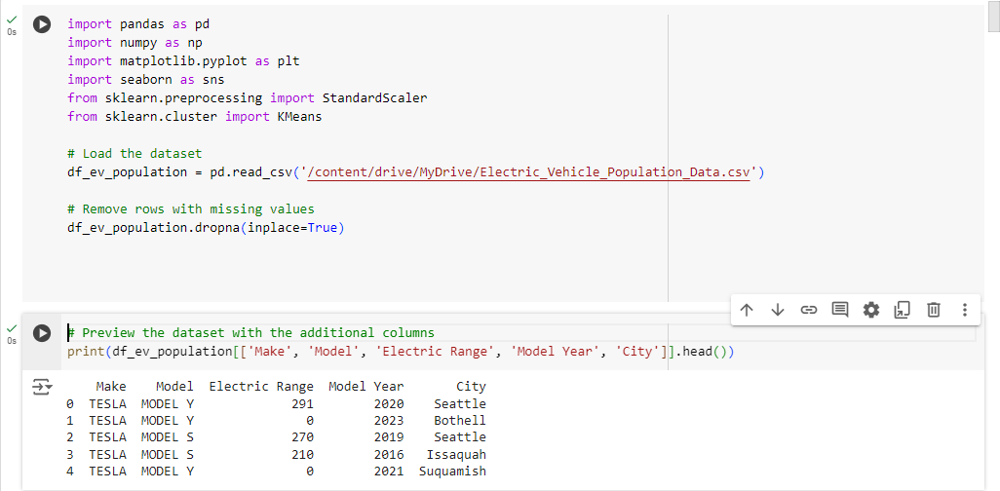 import pandas as pd
0s
import numpy as np
import matplotlib.pyplot as plt
import seaborn as sns
from sklearn.preprocessing import StandardScaler
from sklearn.cluster import KMeans
# Load the dataset
df_ev_population = pd.read_csv('/content/drive/MyDrive/Electric_Vehicle_Population_Data.csv')
# Remove rows with missing values
df_ev_population.dropna(inplace=True)
0s
# Preview the dataset with the additional columns
print(df_ev_population[['Make', 'Model', 'Electric Range', 'Model Year', 'City']].head())
Make Model Electric Range Model Year City
0 TESLA MODEL Y 291 2020 Seattle
1 TESLA MODEL Y 0 2023 Bothell
2 TESLA MODEL S 270 2019 Seattle
3 TESLA MODEL S 210 2016 Issaquah
4 TESLA MODEL Y 0 2021 Suquamish